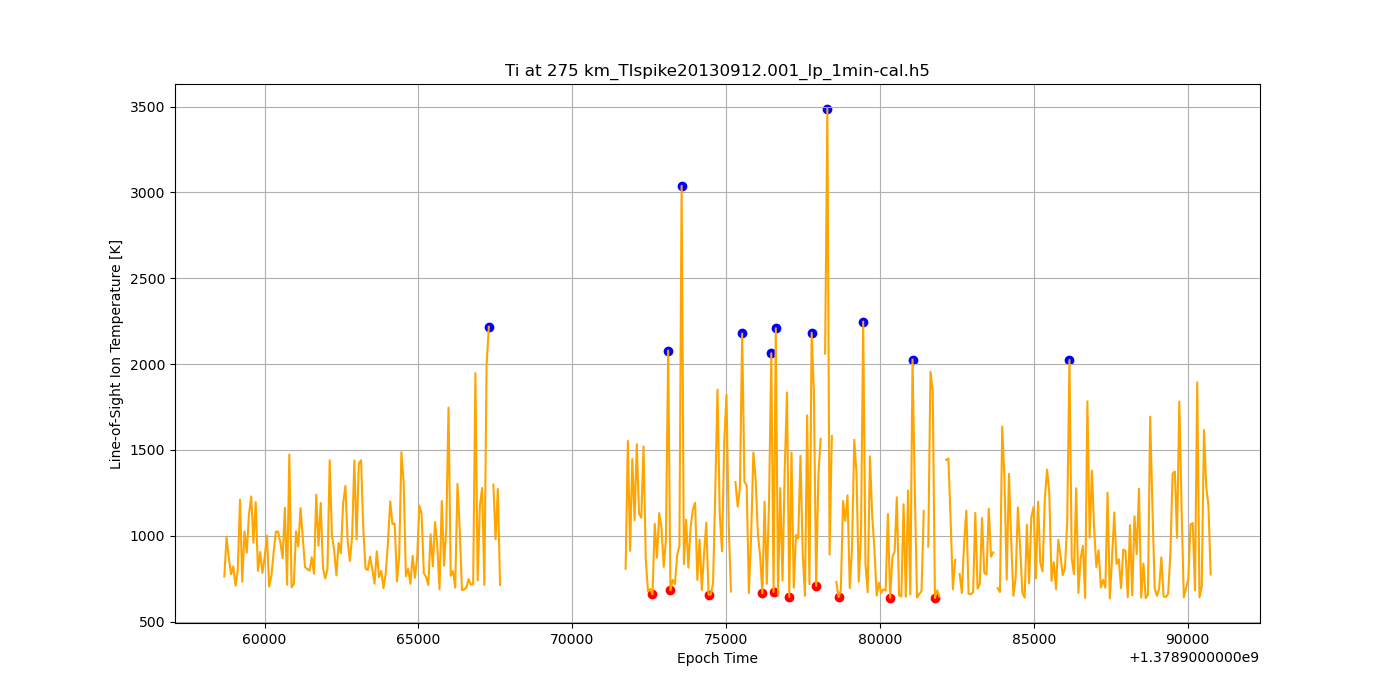 Ti at 275 km_TIspike20130912.001_lp_1min-cal.h5
Line-of-Sight Ion Temperature [K]
3500
3000
2500
2000
1500
1000
500
60000 65000 70000 75000 80000 85000 90000
Epoch Time
+1.3789000000e9